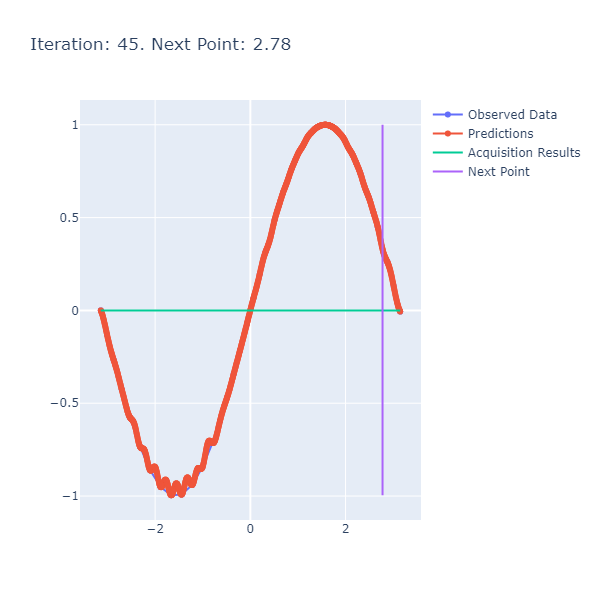 Iteration: 45. Next Point: 2.78
Observed Data
Predictions
Acquisition Results
Next Point
1
0.5
0
−0.5
−1
−2
0
2